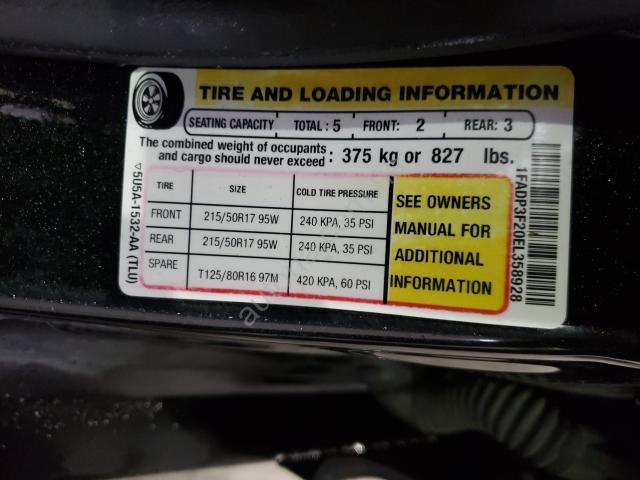 TIRE AND LOADING INFORMATION
SEATING CAPACITY TOTAL : 5 FRONT: 2 REAR: 3
The combined weight of occupants
and cargo should never exceed : 375 kg or 827 lbs.
TIRE SIZE COLD TIRE PRESSURE
FRONT 215/50R17 95W 240 KPA, 35 PSI
REAR 215/50R17 95W 240 KPA, 35 PSI
SPARE T125/80R16 97M 420 KPA, 60 PSI
SEE OWNERS
MANUAL FOR
ADDITIONAL
INFORMATION
5U5A-1532-AA (TLU)
1FADP3F20EL358928